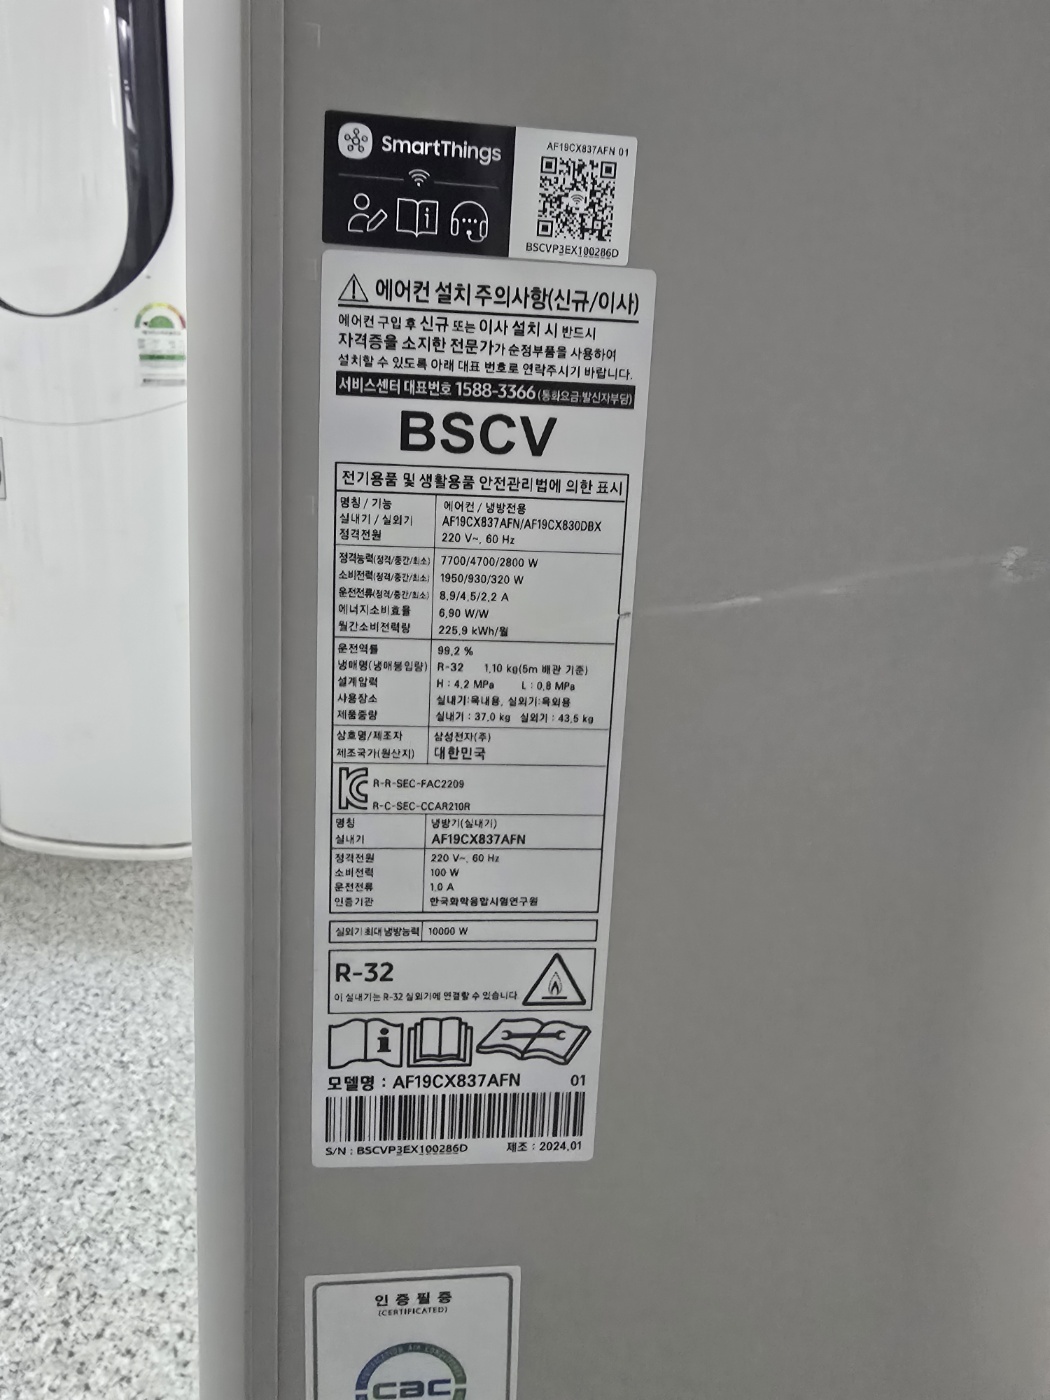 SmartThings
AF19CX837AFN 01
BSCVP3EX100286D
에어컨 설치 주의사항(신규/이사)
에어컨 구입 후 신규 또는 이사 설치 시 반드시
자격증을 소지한 전문가가 순정부품을 사용하여
설치할 수 있도록 아래 대표 번호로 연락주시기 바랍니다.
서비스센터 대표번호 1588-3366 (통화요금:발신자부담)
BSCV
전기용품 및 생활용품 안전관리법에 의한 표시
명칭 / 기능 에어컨 / 냉방전용
실내기 / 실외기 AF19CX837AFN/AF19CX830DBX
정격전원 220 V~, 60 Hz
정격능력(정격/중간/최소) 7700/4700/2800 W
소비전력(정격/중간/최소) 1950/930/320 W
운전전류(정격/중간/최소) 8.9/4.5/2.2 A
에너지소비효율 6.90 W/W
월간소비전력량 225.9 kWh/월
운전역률 99.2 %
냉매명(냉매봉입량) R-32 1.10 kg(5m 배관 기준)
설계압력 H : 4.2 MPa L : 0.8 MPa
사용장소 실내기:옥내용, 실외기:옥외용
제품중량 실내기 : 37.0 kg 실외기 : 43.5 kg
상호명/제조자 삼성전자(주)
제조국가(원산지) 대한민국
R-R-SEC-FAC2209
R-C-SEC-CCAR210R
명칭 냉방기(실내기)
실내기 AF19CX837AFN
정격전원 220 V~, 60 Hz
소비전력 100 W
운전전류 1.0 A
인증기관 한국화학융합시험연구원
실외기 최대 냉방능력 10000 W
R-32
이 실내기는 R-32 실외기에 연결할 수 있습니다
모델명 : AF19CX837AFN 01
S/N : BSCVP3EX100286D 제조 : 2024.01
인 증 필 증
(CERTIFICATED)
cac